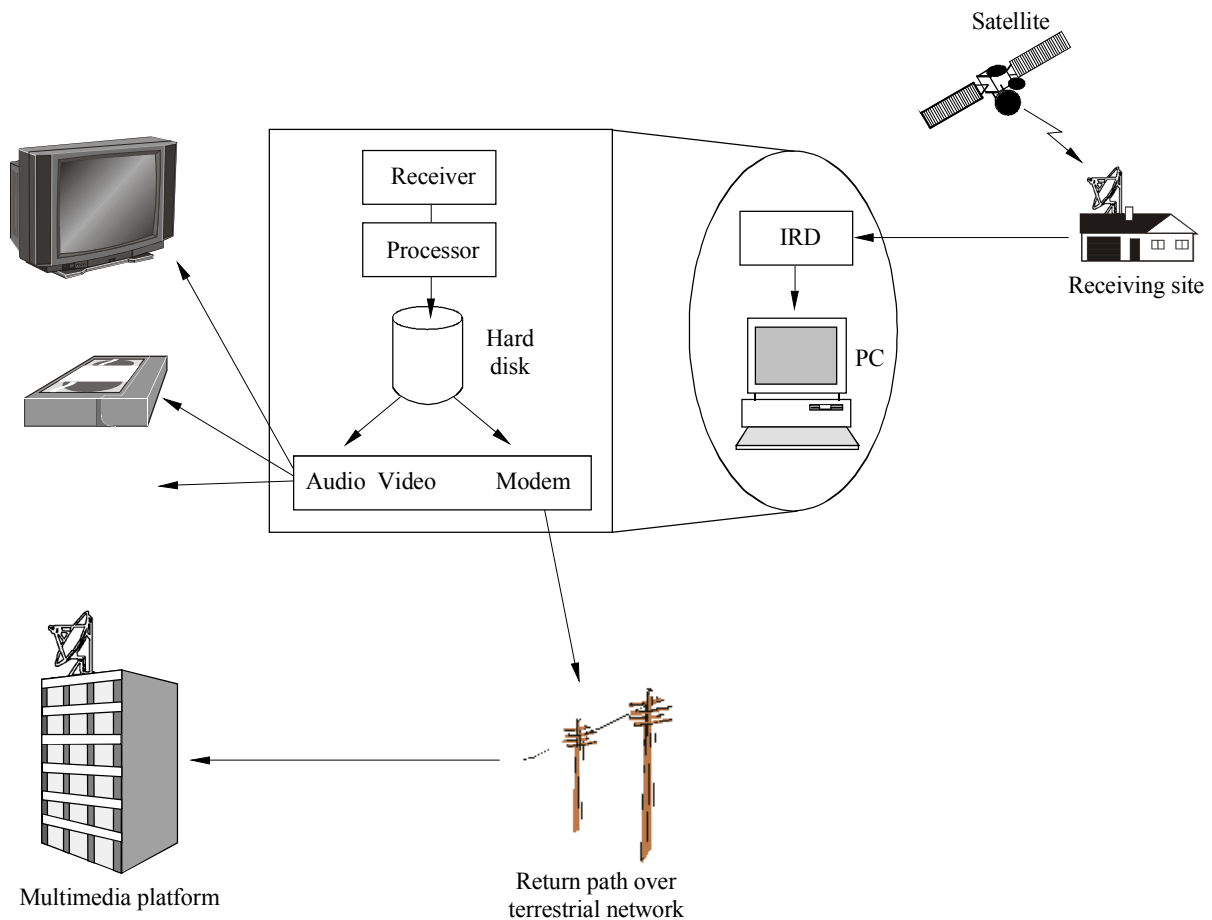 Satellite
Receiver
Processor
IRD
Receiving site
Hard
disk
PC
Audio Video Modem
Multimedia platform
Return path over
terrestrial network